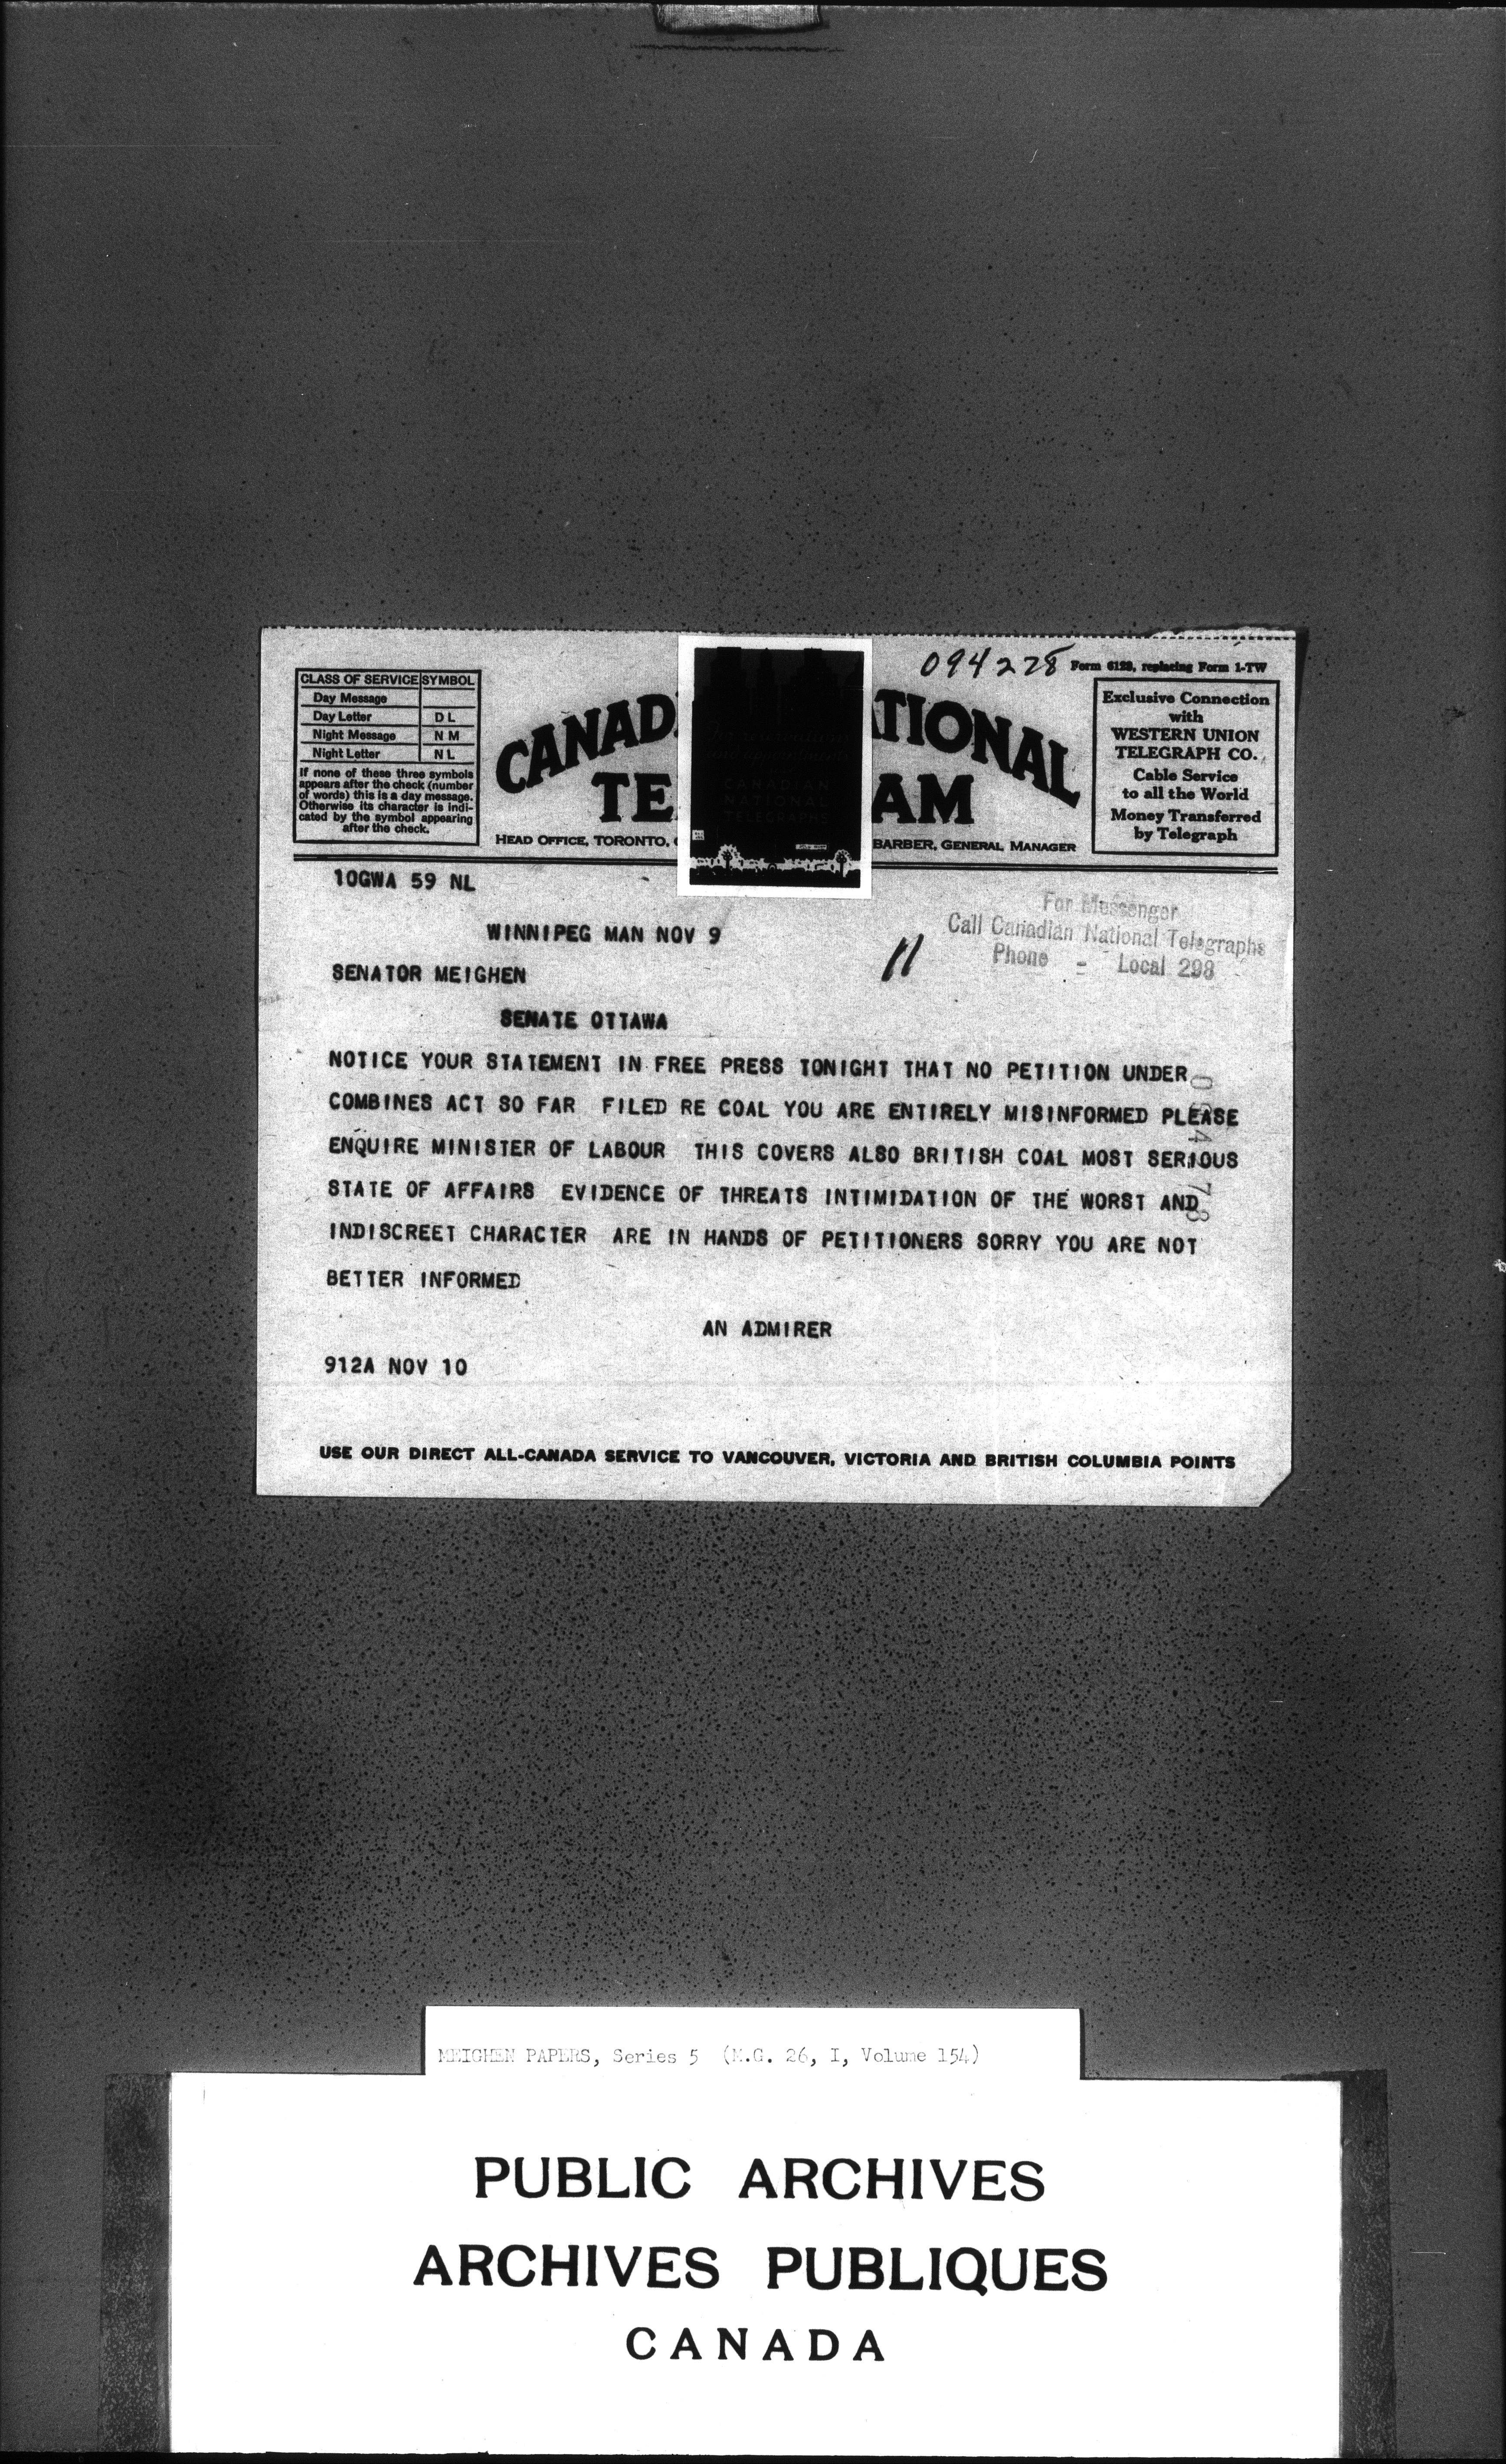 094278 Form 6123, replacing Form 1-TW
CLASS OF SERVICE SYMBOL
Day Message
Day Letter D L
Night Message N M
Night Letter N L
If none of these three symbols
appears after the check (number
of words) this is a day message.
Otherwise its character is indi-
cated by the symbol appearing
after the check.
CANAD TIONAL
TE AM
HEAD OFFICE, TORONTO, BARBER, GENERAL MANAGER
CANADIAN
NATIONAL
TELEGRAPHS
Exclusive Connection
with
WESTERN UNION
TELEGRAPH CO.
Cable Service
to all the World
Money Transferred
by Telegraph
10GWA 59 NL
For Messenger
Call Canadian National Telegraphs
Phone - Local 298
WINNIPEG MAN NOV 9
SENATOR MEIGHEN
SENATE OTTAWA
NOTICE YOUR STATEMENT IN FREE PRESS TONIGHT THAT NO PETITION UNDER
COMBINES ACT SO FAR FILED RE COAL YOU ARE ENTIRELY MISINFORMED PLEASE
ENQUIRE MINISTER OF LABOUR THIS COVERS ALSO BRITISH COAL MOST SERIOUS
STATE OF AFFAIRS EVIDENCE OF THREATS INTIMIDATION OF THE WORST AND
INDISCREET CHARACTER ARE IN HANDS OF PETITIONERS SORRY YOU ARE NOT
BETTER INFORMED
AN ADMIRER
912A NOV 10
USE OUR DIRECT ALL-CANADA SERVICE TO VANCOUVER, VICTORIA AND BRITISH COLUMBIA POINTS
MEIGHEN PAPERS, Series 5 (M.G. 26, I, Volume 154)
PUBLIC ARCHIVES
ARCHIVES PUBLIQUES
CANADA